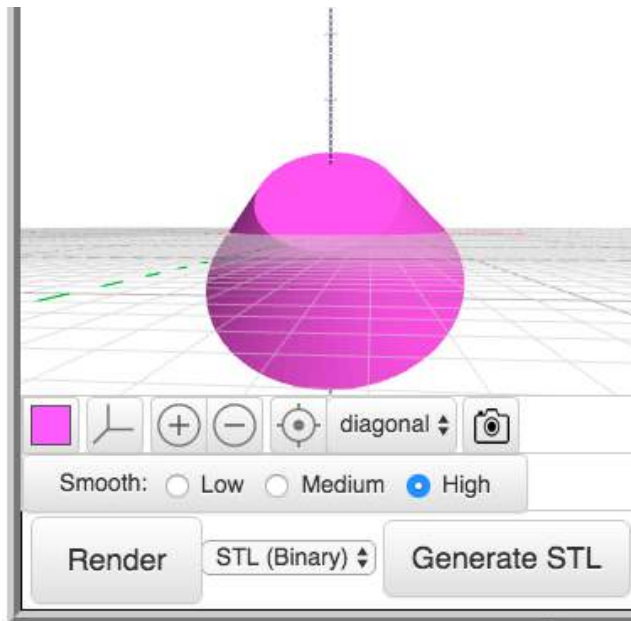 diagonal
Smooth: Low Medium High
Render STL (Binary) Generate STL